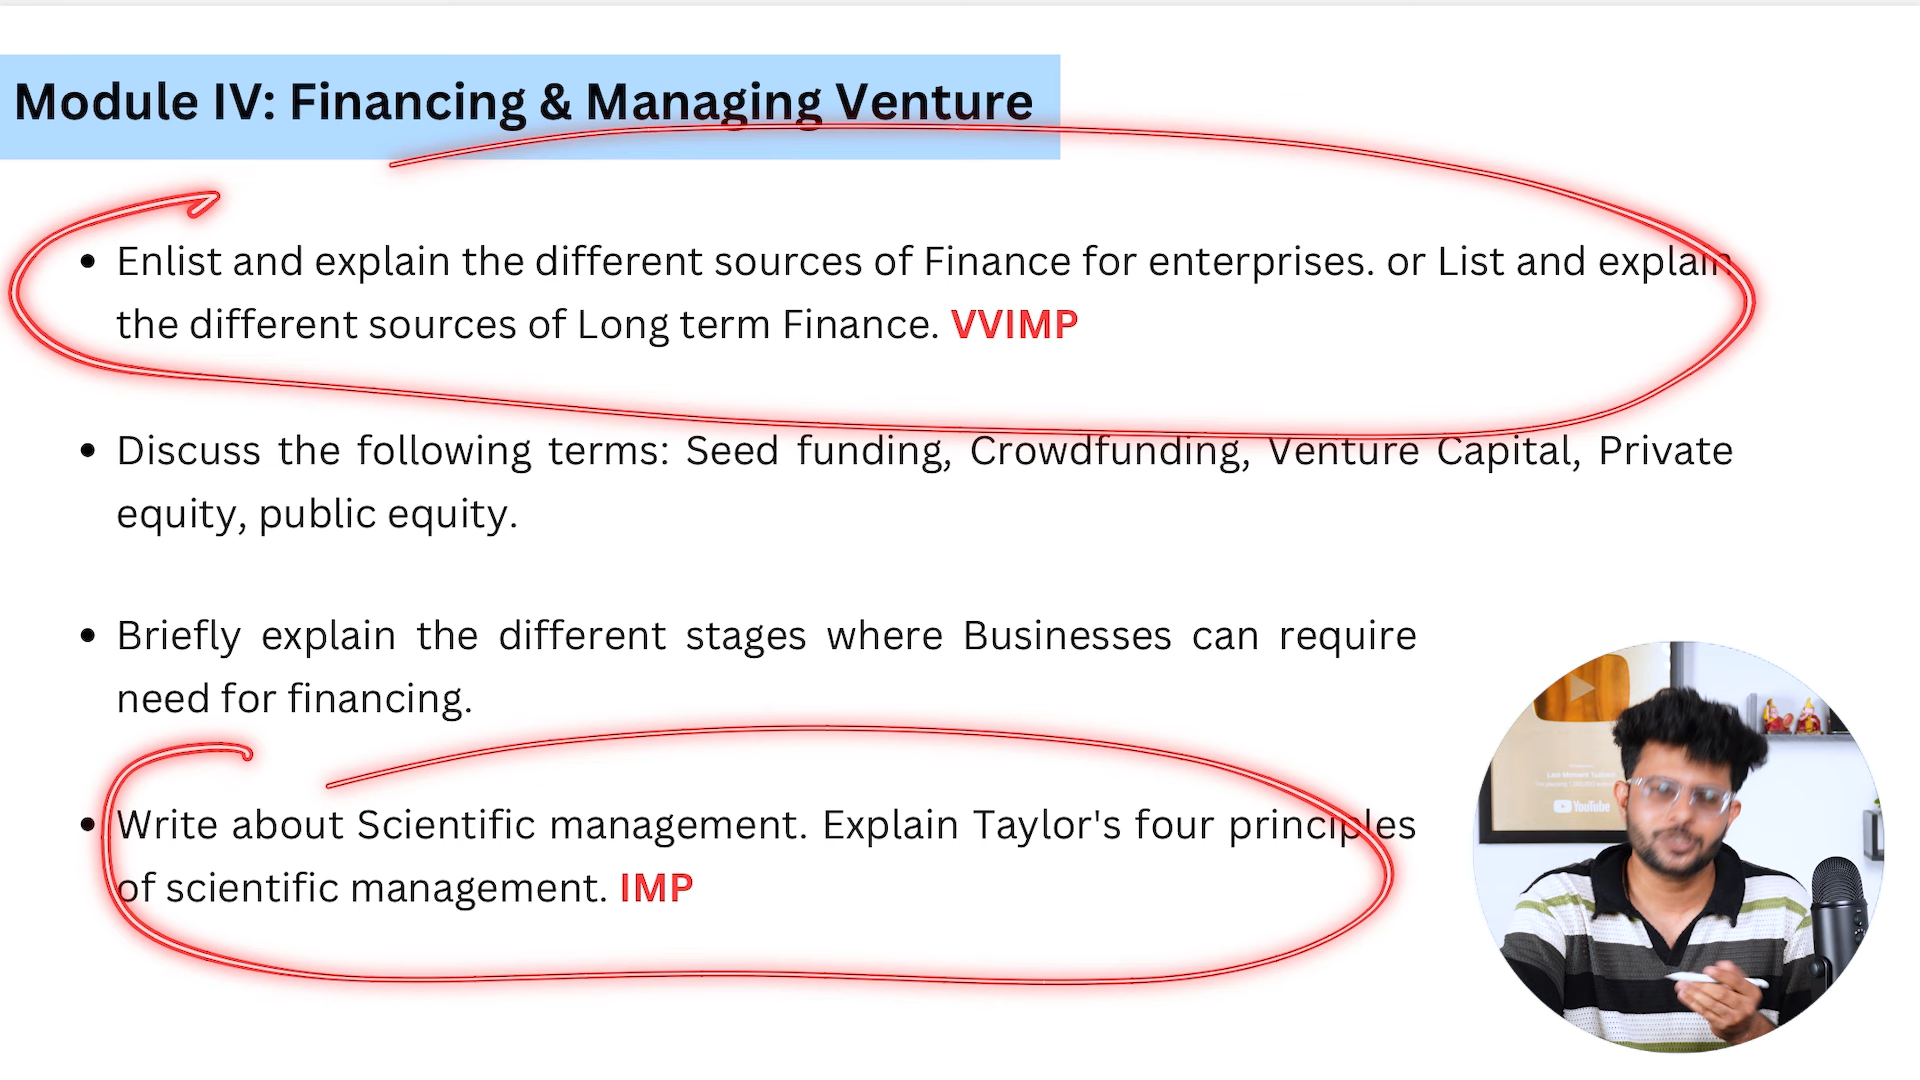 Module IV: Financing & Managing Venture
• Enlist and explain the different sources of Finance for enterprises. or List and explain
the different sources of Long term Finance. VVIMP
• Discuss the following terms: Seed funding, Crowdfunding, Venture Capital, Private
equity, public equity.
• Briefly explain the different stages where Businesses can require
need for financing.
• Write about Scientific management. Explain Taylor's four principles
of scientific management. IMP
YouTube